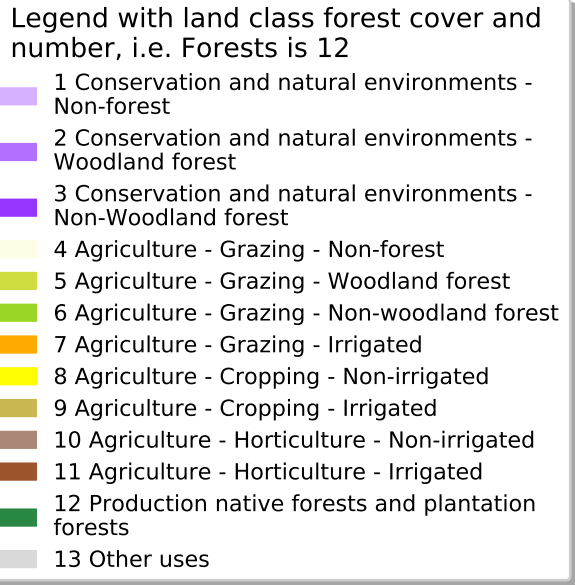 Legend with land class forest cover and
number, i.e. Forests is 12
1 Conservation and natural environments -
Non-forest
2 Conservation and natural environments -
Woodland forest
3 Conservation and natural environments -
Non-Woodland forest
4 Agriculture - Grazing - Non-forest
5 Agriculture - Grazing - Woodland forest
6 Agriculture - Grazing - Non-woodland forest
7 Agriculture - Grazing - Irrigated
8 Agriculture - Cropping - Non-irrigated
9 Agriculture - Cropping - Irrigated
10 Agriculture - Horticulture - Non-irrigated
11 Agriculture - Horticulture - Irrigated
12 Production native forests and plantation
forests
13 Other uses